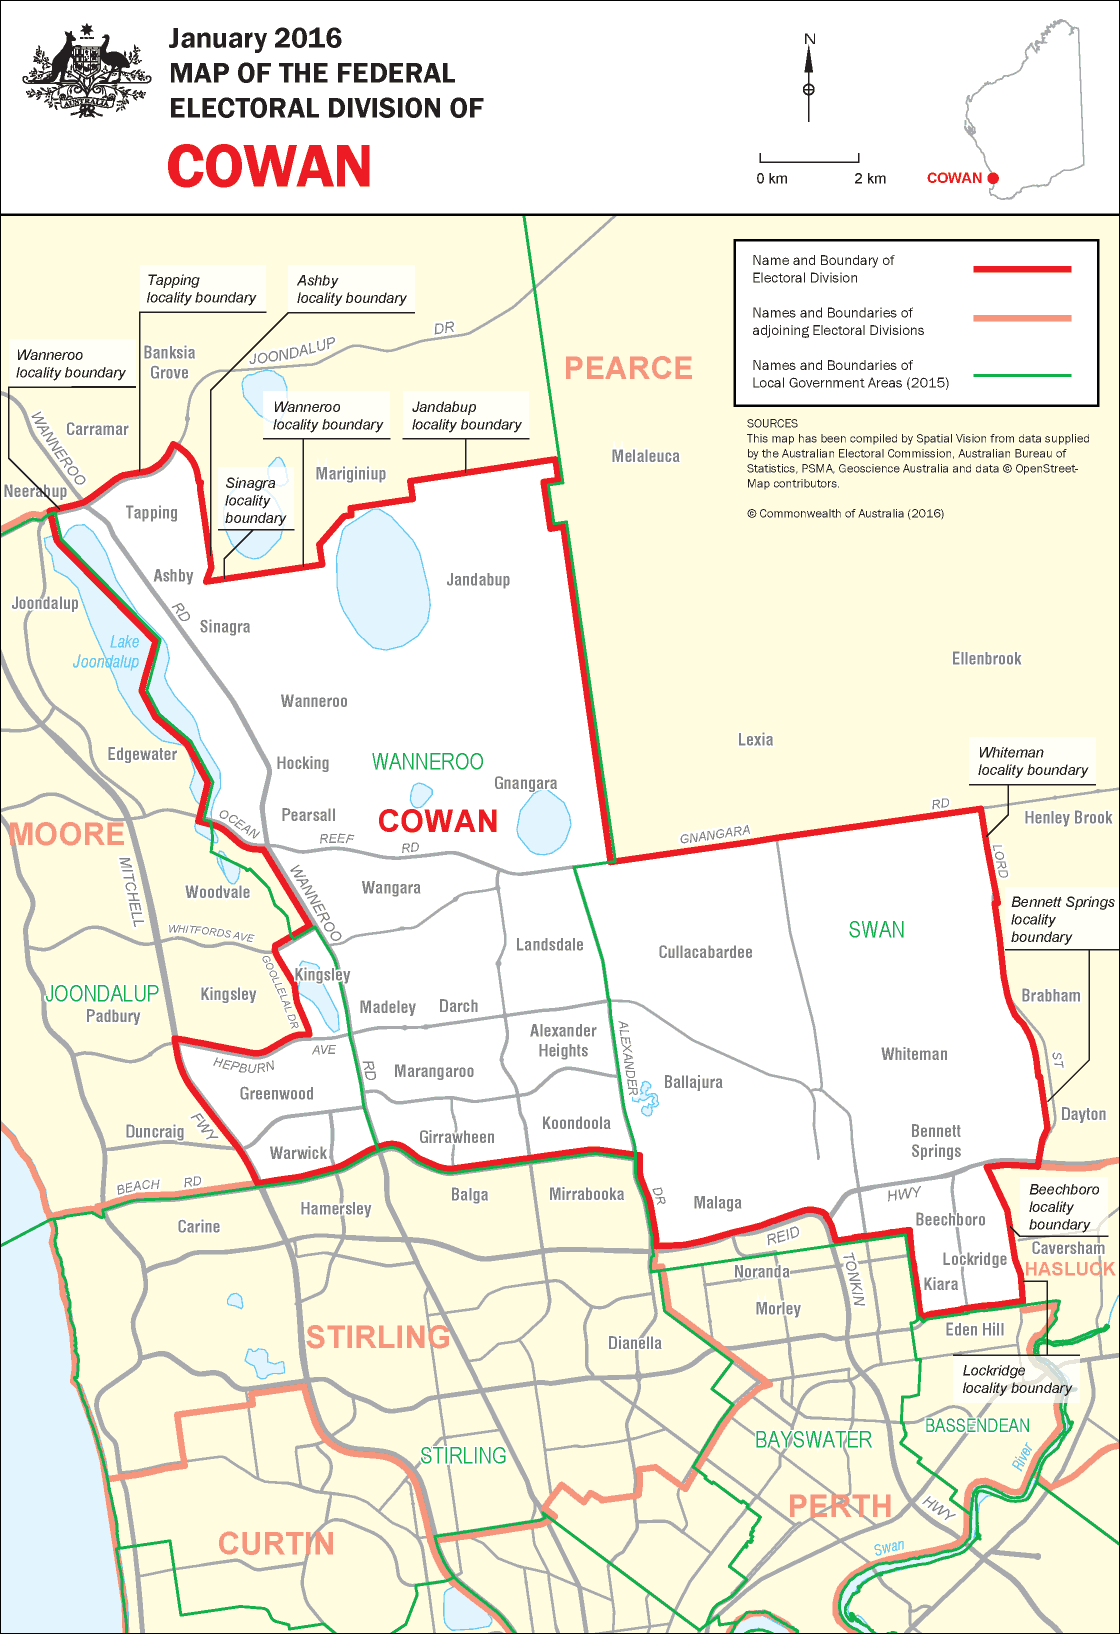 January 2016
MAP OF THE FEDERAL
ELECTORAL DIVISION OF
COWAN
AUSTRALIA
N
0 km
2 km
COWAN
Name and Boundary of
Electoral Division
Names and Boundaries of
adjoining Electoral Divisions
Names and Boundaries of
Local Government Areas (2015)
SOURCES
This map has been compiled by Spatial Vision from data supplied
by the Australian Electoral Commission, Australian Bureau of
Statistics, PSMA, Geoscience Australia and data © OpenStreet-
Map contributors.
© Commonwealth of Australia (2016)
Tapping
locality boundary
Ashby
locality boundary
Wanneroo
locality boundary
Banksia
Grove
JOONDALUP
DR
PEARCE
Wanneroo
locality boundary
Jandabup
locality boundary
WANNEROO
Carramar
Melaleuca
Mariginiup
Neerabup
Sinagra
locality
boundary
Tapping
Ashby
Jandabup
Joondalup
RD
Sinagra
Lake
Joondalup
Ellenbrook
Wanneroo
Lexia
Edgewater
Hocking
WANNEROO
Gnangara
Whiteman
locality boundary
Pearsall
COWAN
OCEAN
REEF
RD
GNANGARA
RD
Henley Brook
MOORE
MITCHELL
Woodvale
WANNEROO
Wangara
LORD
Bennett Springs
locality
boundary
WHITFORDS AVE
Landsdale
Cullacabardee
SWAN
GOOLLELAL DR
Kingsley
Kingsley
JOONDALUP
Padbury
Madeley
Darch
Brabham
Alexander
Heights
ALEXANDER
Whiteman
ST
HEPBURN
AVE
RD
Marangaroo
Ballajura
Greenwood
Dayton
FWY
Duncraig
Warwick
Girrawheen
Koondoola
Bennett
Springs
BEACH
RD
Hamersley
Balga
Mirrabooka
DR
Malaga
HWY
Beechboro
Beechboro
locality
boundary
Carine
REID
Lockridge
Caversham
HASLUCK
Noranda
TONKIN
Kiara
Morley
Eden Hill
STIRLING
Dianella
Lockridge
locality boundary
STIRLING
BAYSWATER
BASSENDEAN
River
PERTH
HWY
CURTIN
Swan